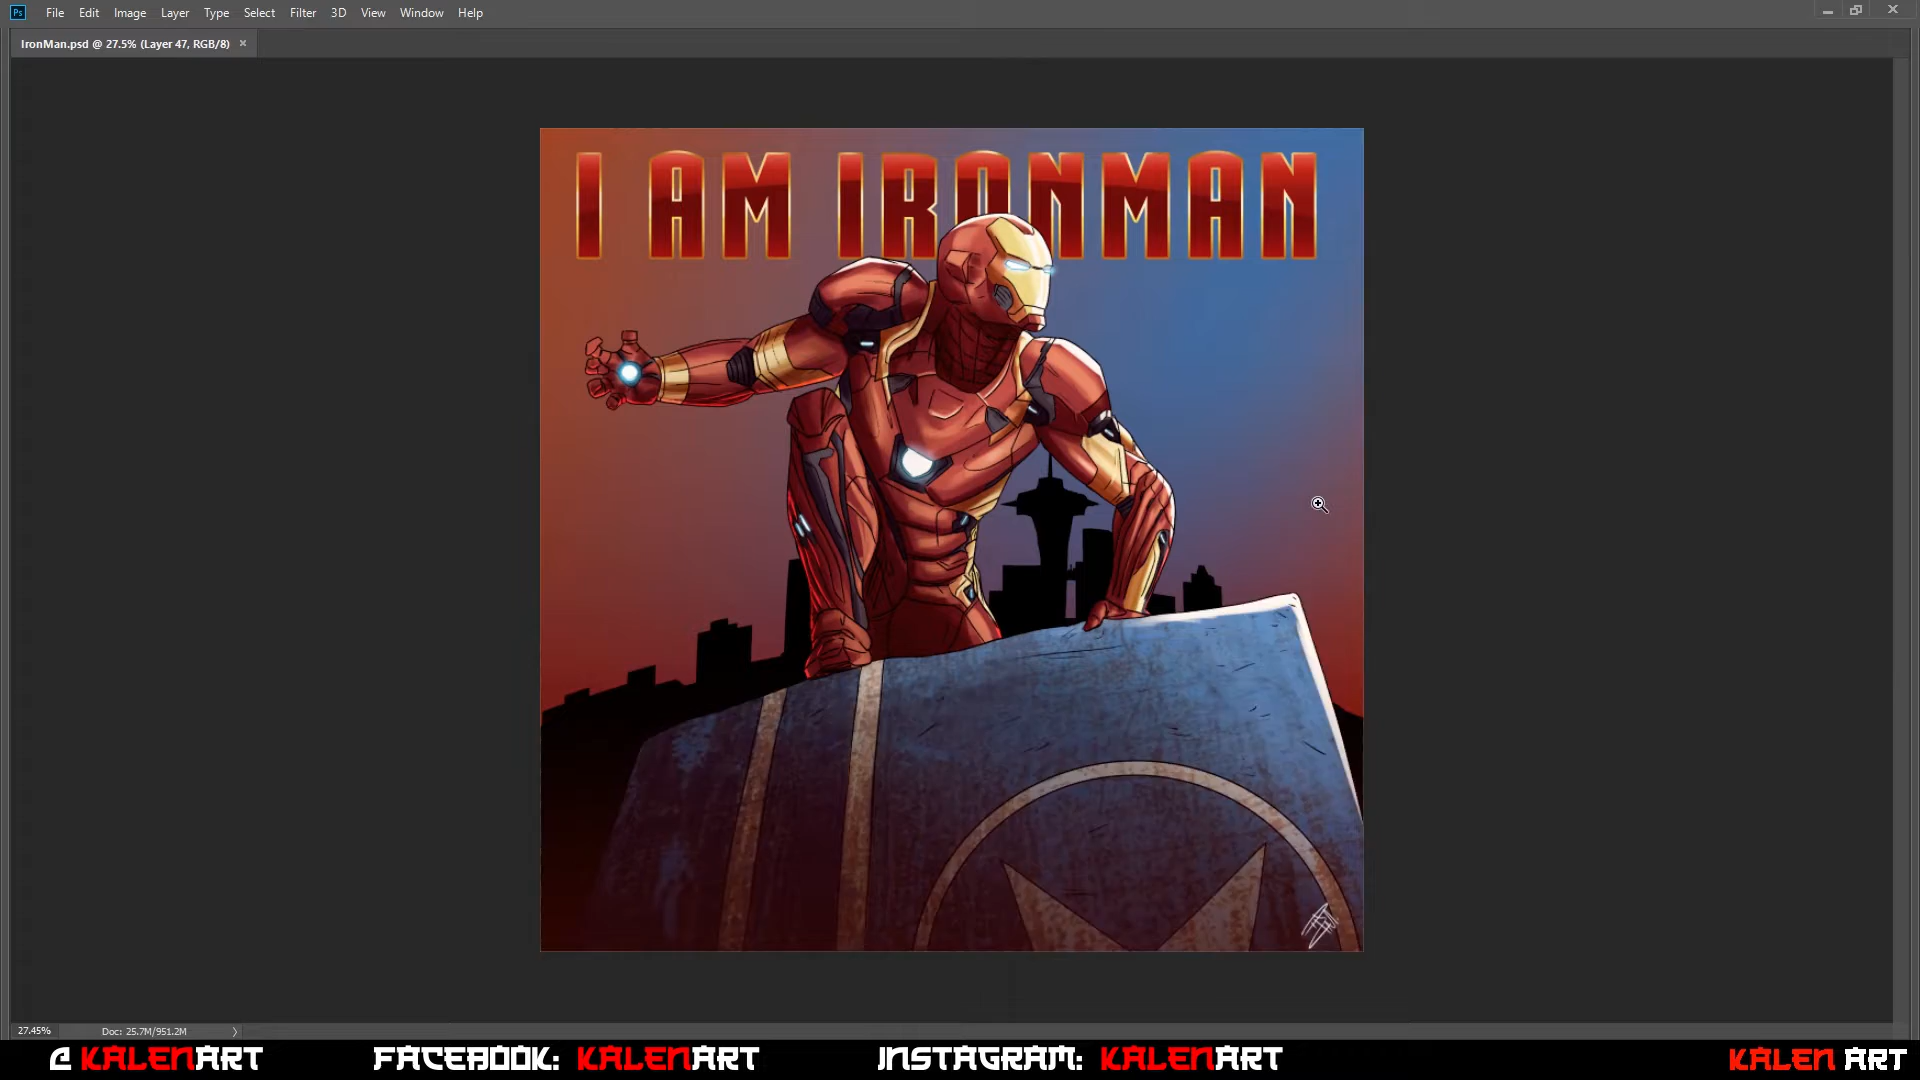 Ps File Edit Image Layer Type Select Filter 3D View Window Help
IronMan.psd @ 27.5% (Layer 47, RGB/8)
I AM IRONMAN
27.45% Doc: 25.7M/951.2M
@ KALENART FACEBOOK: KALENART INSTAGRAM: KALENART KALEN ART